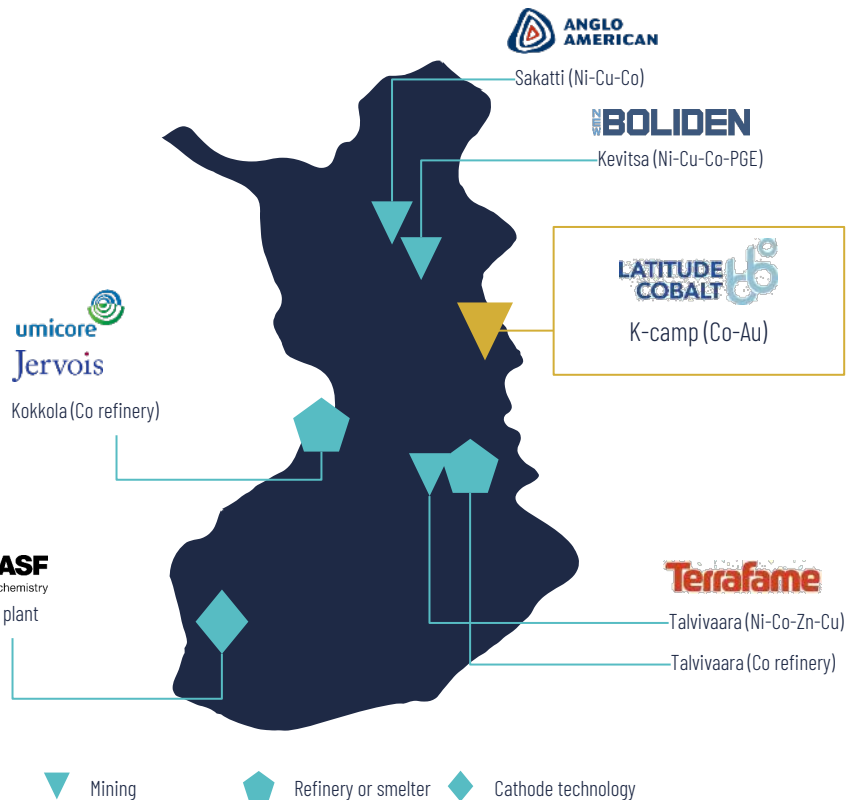 ANGLO
AMERICAN
Sakatti (Ni-Cu-Co)
NEW BOLIDEN
Kevitsa (Ni-Cu-Co-PGE)
LATITUDE
COBALT
K-camp (Co-Au)
umicore
Jervois
Kokkola (Co refinery)
ASF
chemistry
plant
Terrafame
Talvivaara (Ni-Co-Zn-Cu)
Talvivaara (Co refinery)
Mining
Refinery or smelter
Cathode technology